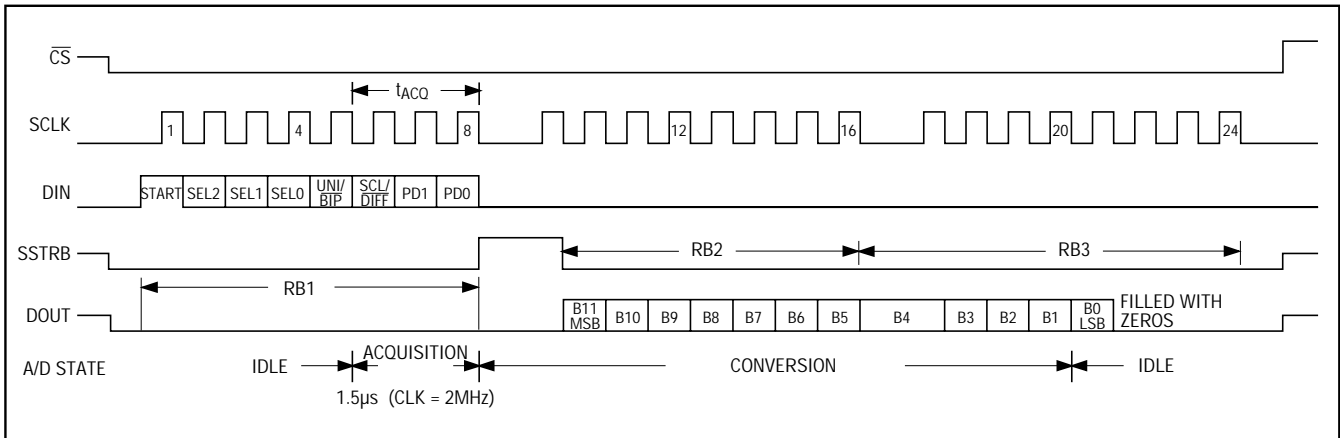 CS
tACQ
SCLK 1 4 8 12 16 20 24
DIN START SEL2 SEL1 SEL0 UNI/BIP SCL/DIFF PD1 PD0
SSTRB RB2 RB3
RB1
DOUT B11 MSB B10 B9 B8 B7 B6 B5 B4 B3 B2 B1 B0 LSB FILLED WITH ZEROS
A/D STATE IDLE ACQUISITION CONVERSION IDLE
1.5µs (CLK = 2MHz)